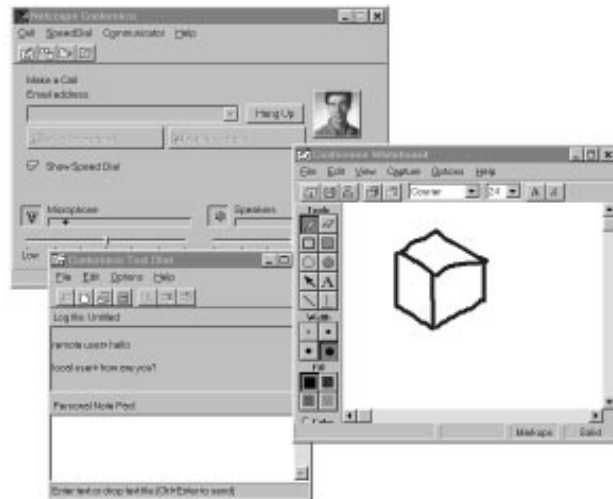 Netscape Conference
Call SpeedDial Communicator Help
Make a Call
Email address:
Hang Up
Show Speed Dial
Microphone
Speakers
Low
Conference Text Chat
File Edit Options Help
Log file: Untitled
remote user> hello
local user> how are you?
Personal Note Pad:
Enter text or drop text file (Ctrl+Enter to send)
Conference Whiteboard
File Edit View Capture Options Help
Courier 24
Tools
Width
Fill
Color
Markups Solid